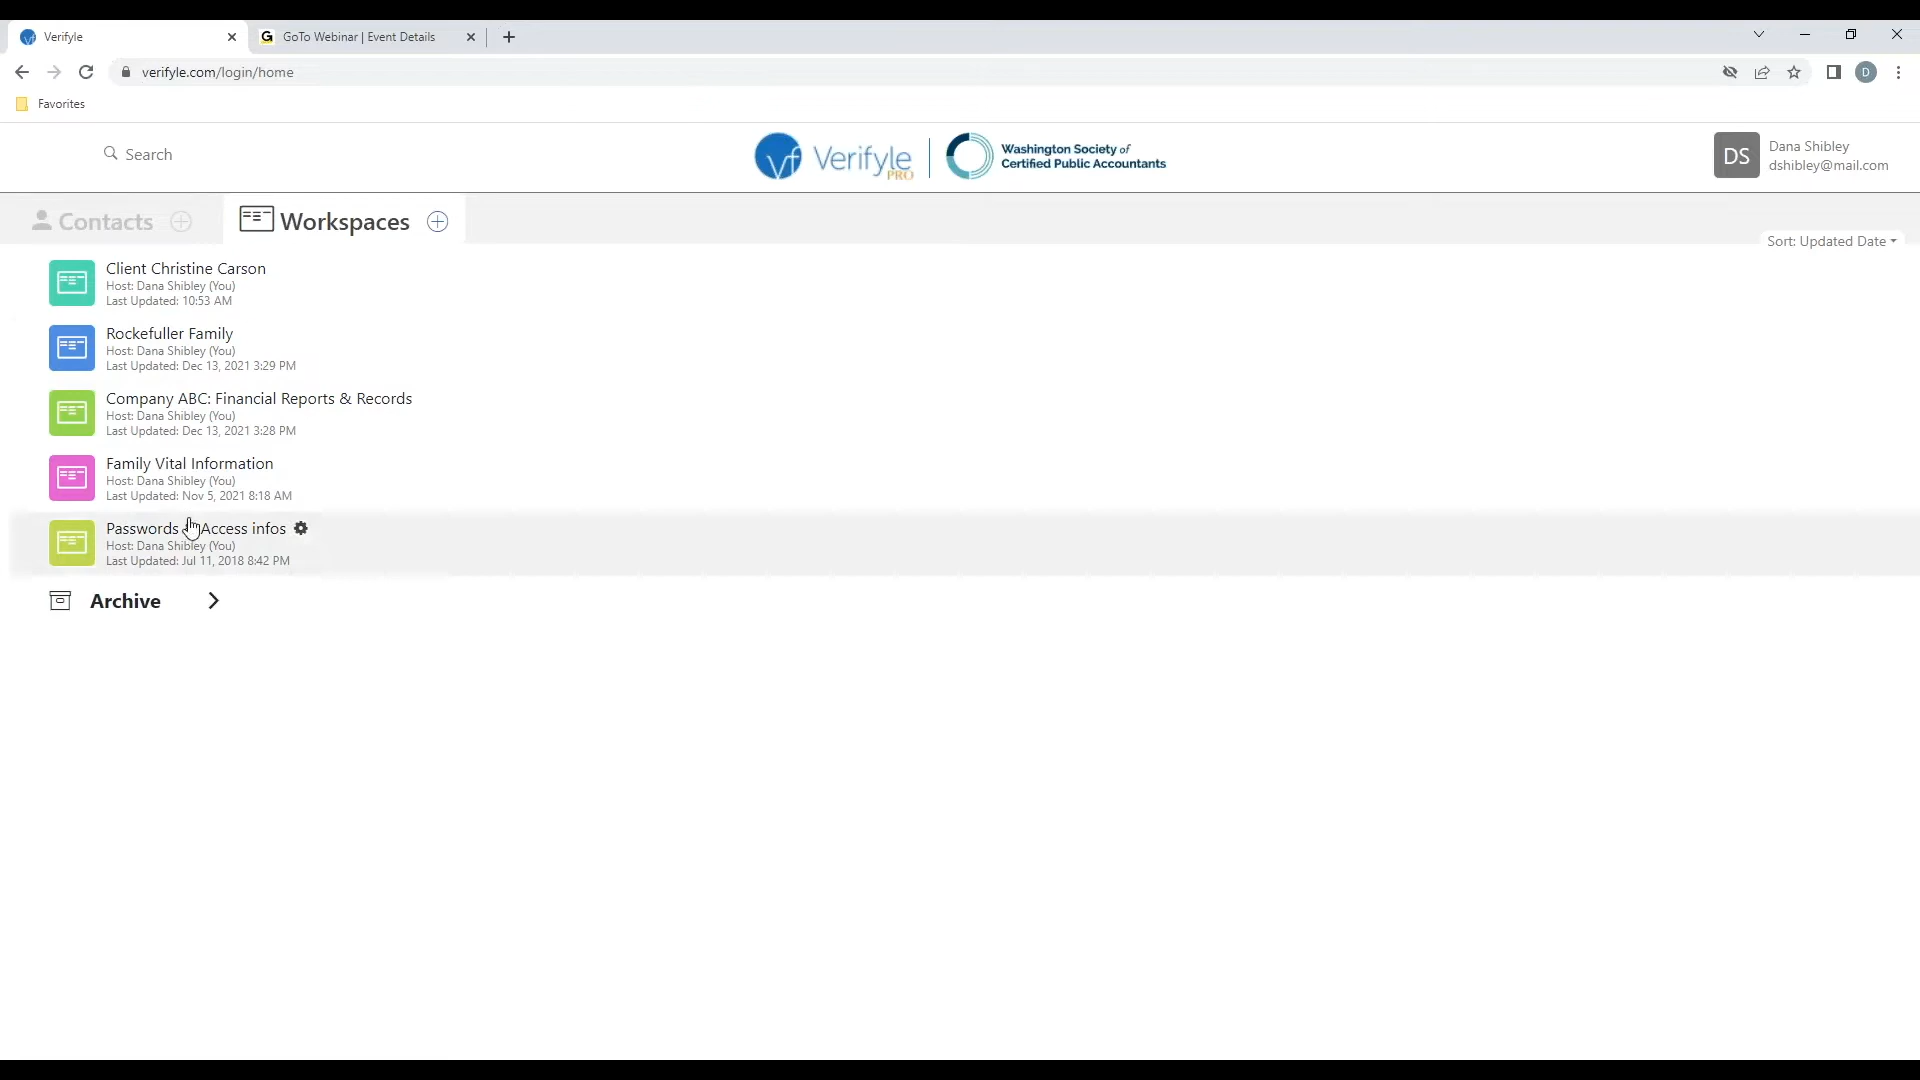 Verifyle
GoTo Webinar | Event Details
verifyle.com/login/home
D
Favorites
Search
vf Verifyle PRO
Washington Society of
Certified Public Accountants
DS
Dana Shibley
dshibley@mail.com
Contacts
Workspaces
Sort: Updated Date
Client Christine Carson
Host: Dana Shibley (You)
Last Updated: 10:53 AM
Rockefuller Family
Host: Dana Shibley (You)
Last Updated: Dec 13, 2021 3:29 PM
Company ABC: Financial Reports & Records
Host: Dana Shibley (You)
Last Updated: Dec 13, 2021 3:28 PM
Family Vital Information
Host: Dana Shibley (You)
Last Updated: Nov 5, 2021 8:18 AM
Passwords Access infos
Host: Dana Shibley (You)
Last Updated: Jul 11, 2018 8:42 PM
Archive